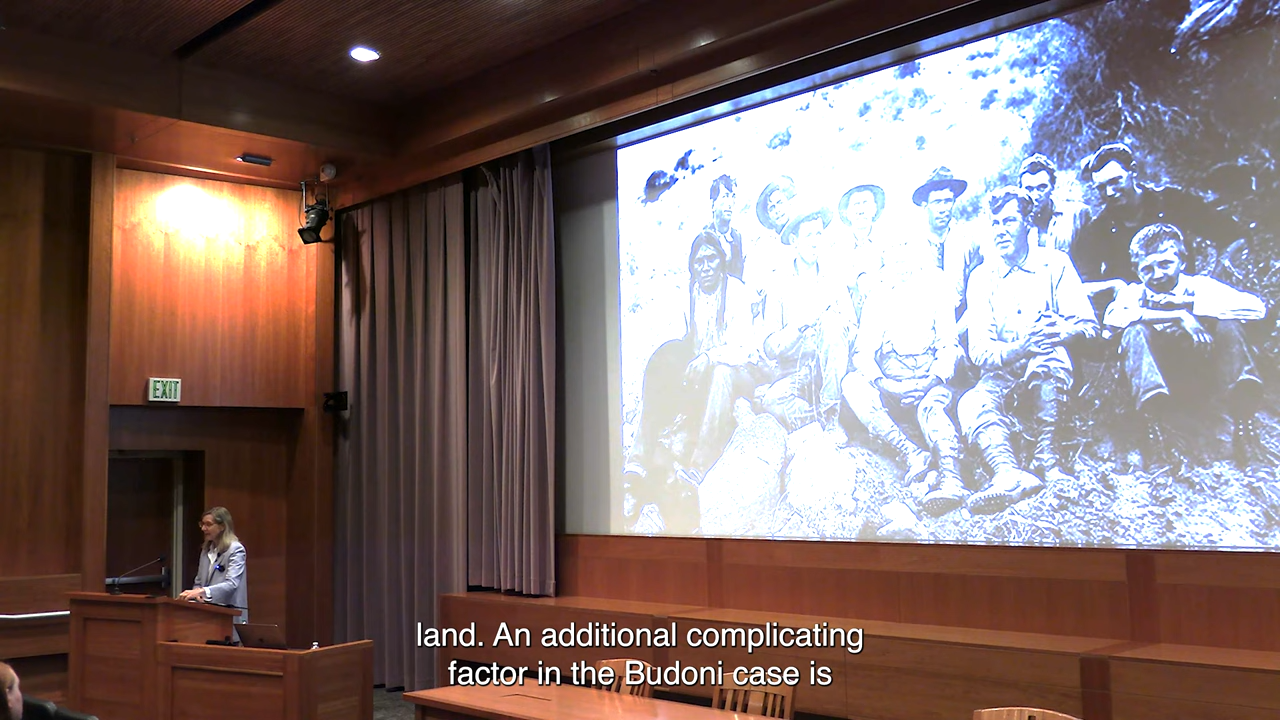 EXIT
land. An additional complicating
factor in the Budoni case is